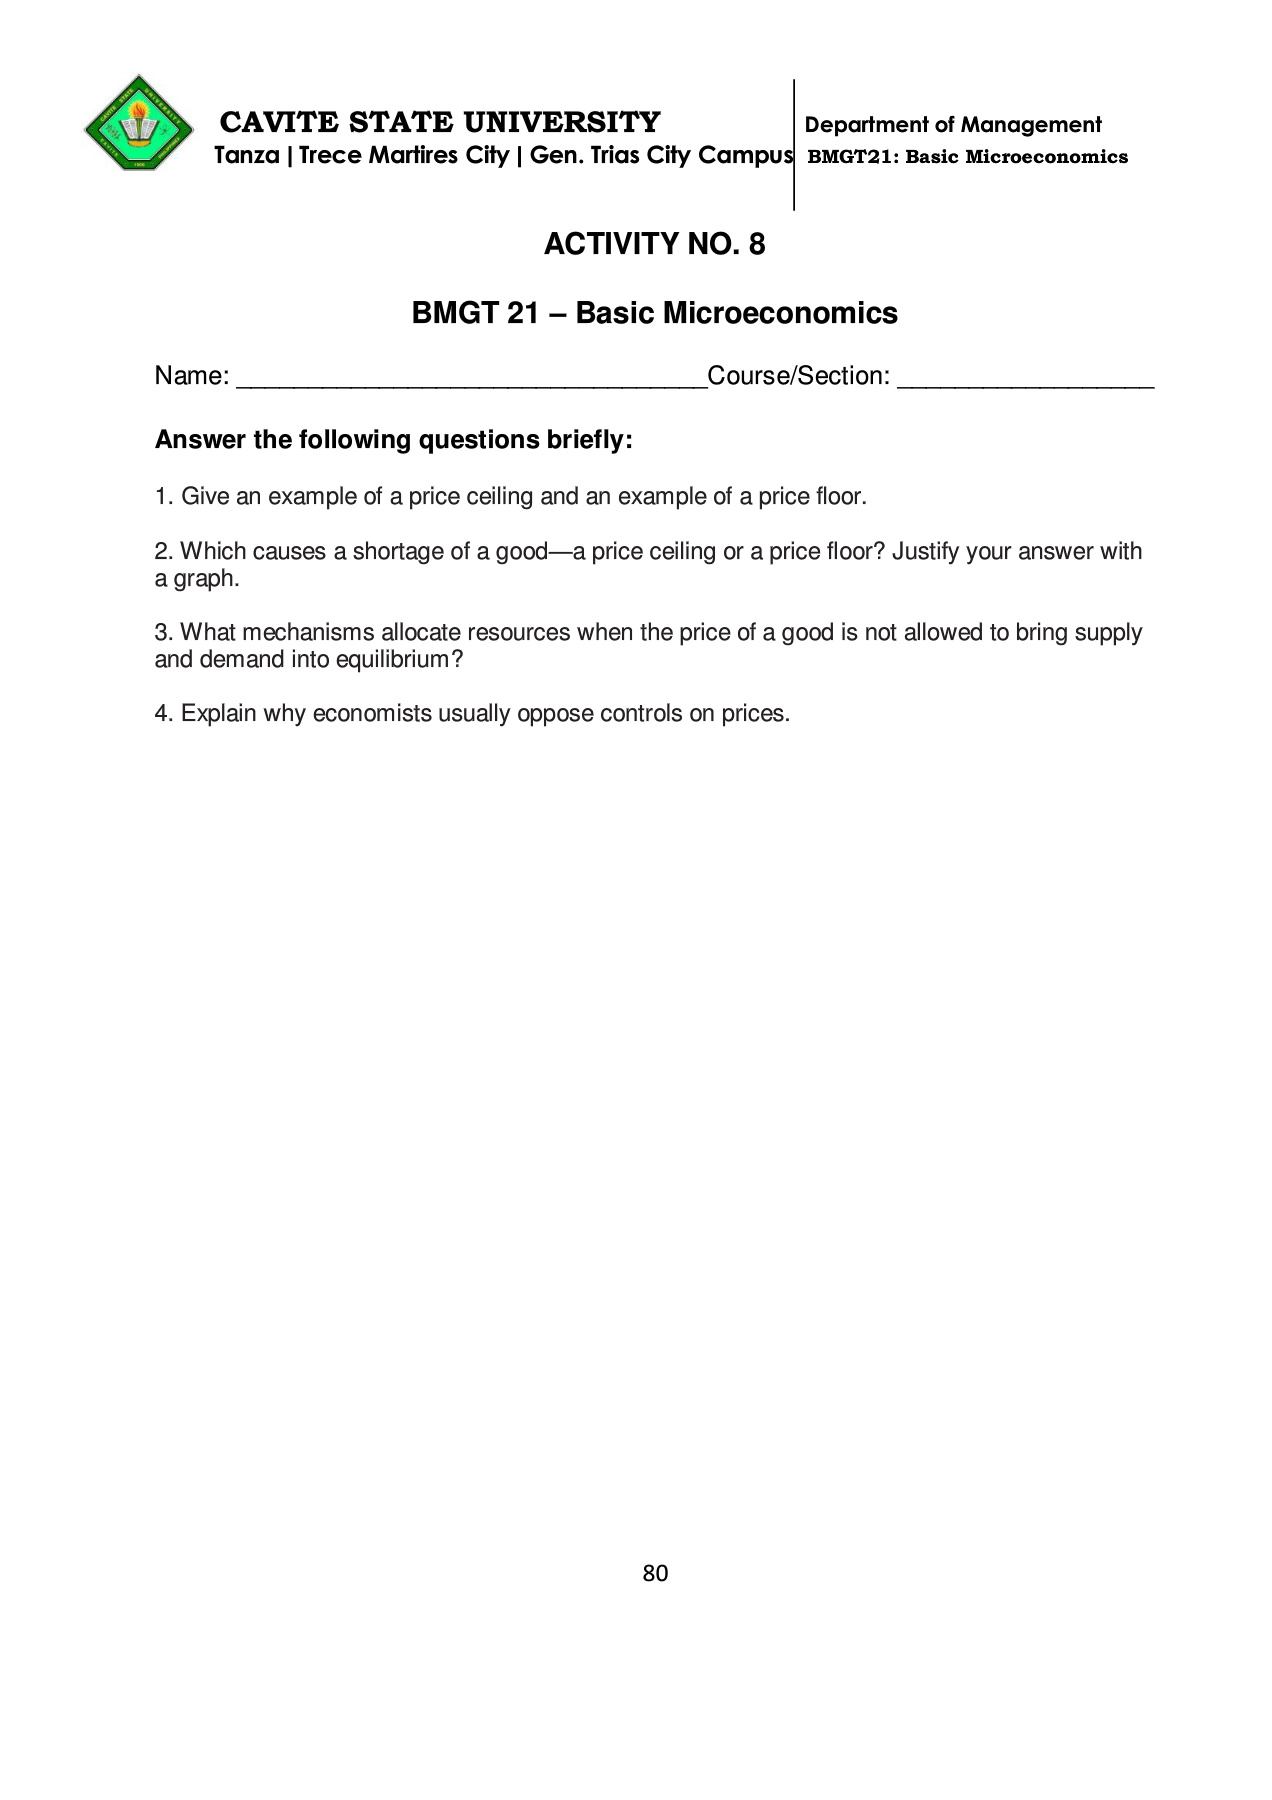 CAVITE STATE UNIVERSITY
Tanza | Trece Martires City | Gen. Trias City Campus
Department of Management
BMGT21: Basic Microeconomics
ACTIVITY NO. 8
BMGT 21 – Basic Microeconomics
Name: _________________________________Course/Section: __________________
Answer the following questions briefly:
1. Give an example of a price ceiling and an example of a price floor.
2. Which causes a shortage of a good—a price ceiling or a price floor? Justify your answer with
a graph.
3. What mechanisms allocate resources when the price of a good is not allowed to bring supply
and demand into equilibrium?
4. Explain why economists usually oppose controls on prices.
80